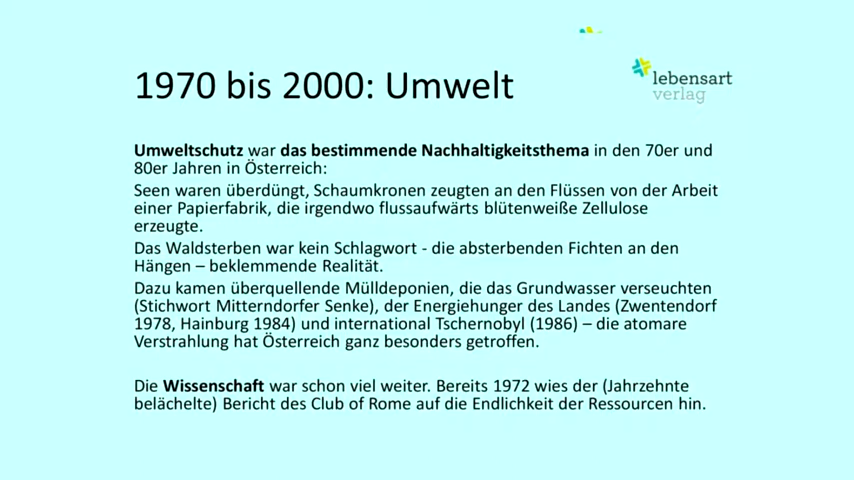 lebensart
verlag
1970 bis 2000: Umwelt
Umweltschutz war das bestimmende Nachhaltigkeitsthema in den 70er und
80er Jahren in Österreich:
Seen waren überdüngt, Schaumkronen zeugten an den Flüssen von der Arbeit
einer Papierfabrik, die irgendwo flussaufwärts blütenweiße Zellulose
erzeugte.
Das Waldsterben war kein Schlagwort - die absterbenden Fichten an den
Hängen – beklemmende Realität.
Dazu kamen überquellende Mülldeponien, die das Grundwasser verseuchten
(Stichwort Mitterndorfer Senke), der Energiehunger des Landes (Zwentendorf
1978, Hainburg 1984) und international Tschernobyl (1986) – die atomare
Verstrahlung hat Österreich ganz besonders getroffen.
Die Wissenschaft war schon viel weiter. Bereits 1972 wies der (Jahrzehnte
belächelte) Bericht des Club of Rome auf die Endlichkeit der Ressourcen hin.